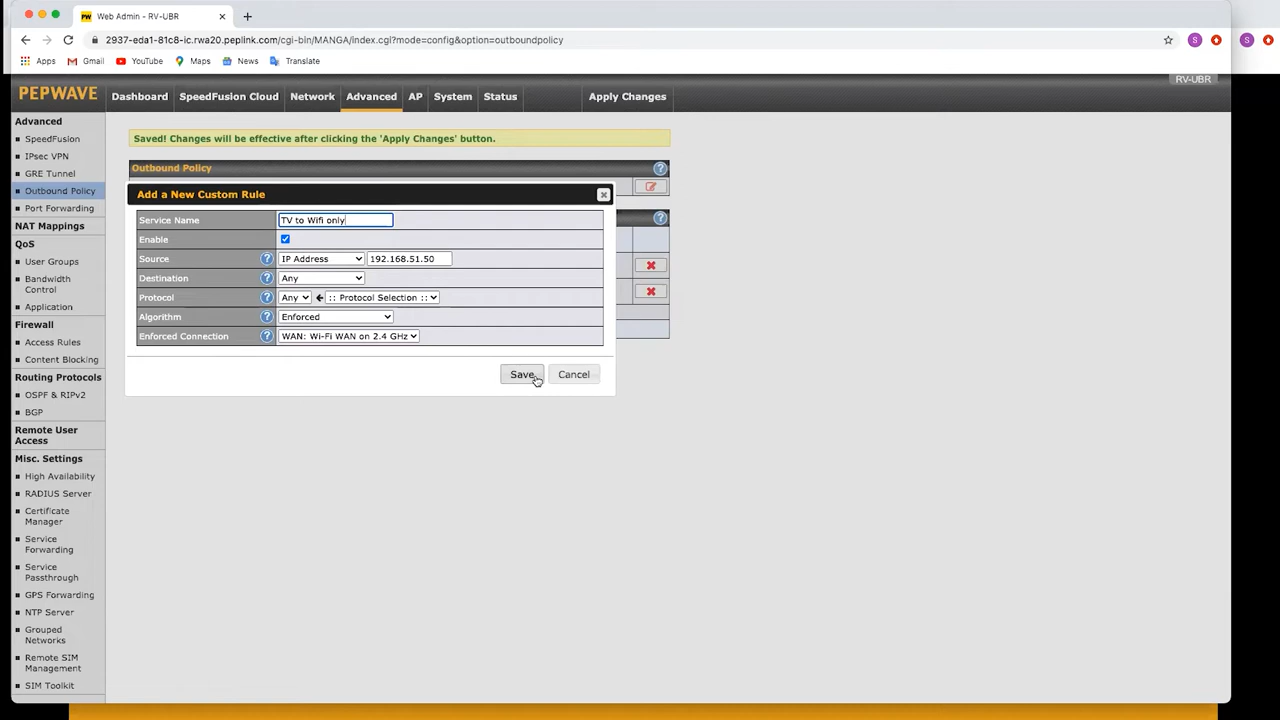 Web Admin - RV-UBR
2937-eda1-81c8-ic.rwa20.peplink.com/cgi-bin/MANGA/index.cgi?mode=config&option=outboundpolicy
S
S
Apps
Gmail
YouTube
Maps
News
Translate
RV-UBR
PEPWAVE
Dashboard
SpeedFusion Cloud
Network
Advanced
AP
System
Status
Apply Changes
Advanced
SpeedFusion
IPsec VPN
GRE Tunnel
Outbound Policy
Port Forwarding
NAT Mappings
QoS
User Groups
Bandwidth
Control
Application
Firewall
Access Rules
Content Blocking
Routing Protocols
OSPF & RIPv2
BGP
Remote User
Access
Misc. Settings
High Availability
RADIUS Server
Certificate
Manager
Service
Forwarding
Service
Passthrough
GPS Forwarding
NTP Server
Grouped
Networks
Remote SIM
Management
SIM Toolkit
Saved! Changes will be effective after clicking the 'Apply Changes' button.
Outbound Policy
Add a New Custom Rule
Service Name
TV to Wifi only
Enable
Source
IP Address
192.168.51.50
Destination
Any
Protocol
Any
:: Protocol Selection ::
Algorithm
Enforced
Enforced Connection
WAN: Wi-Fi WAN on 2.4 GHz
Save
Cancel